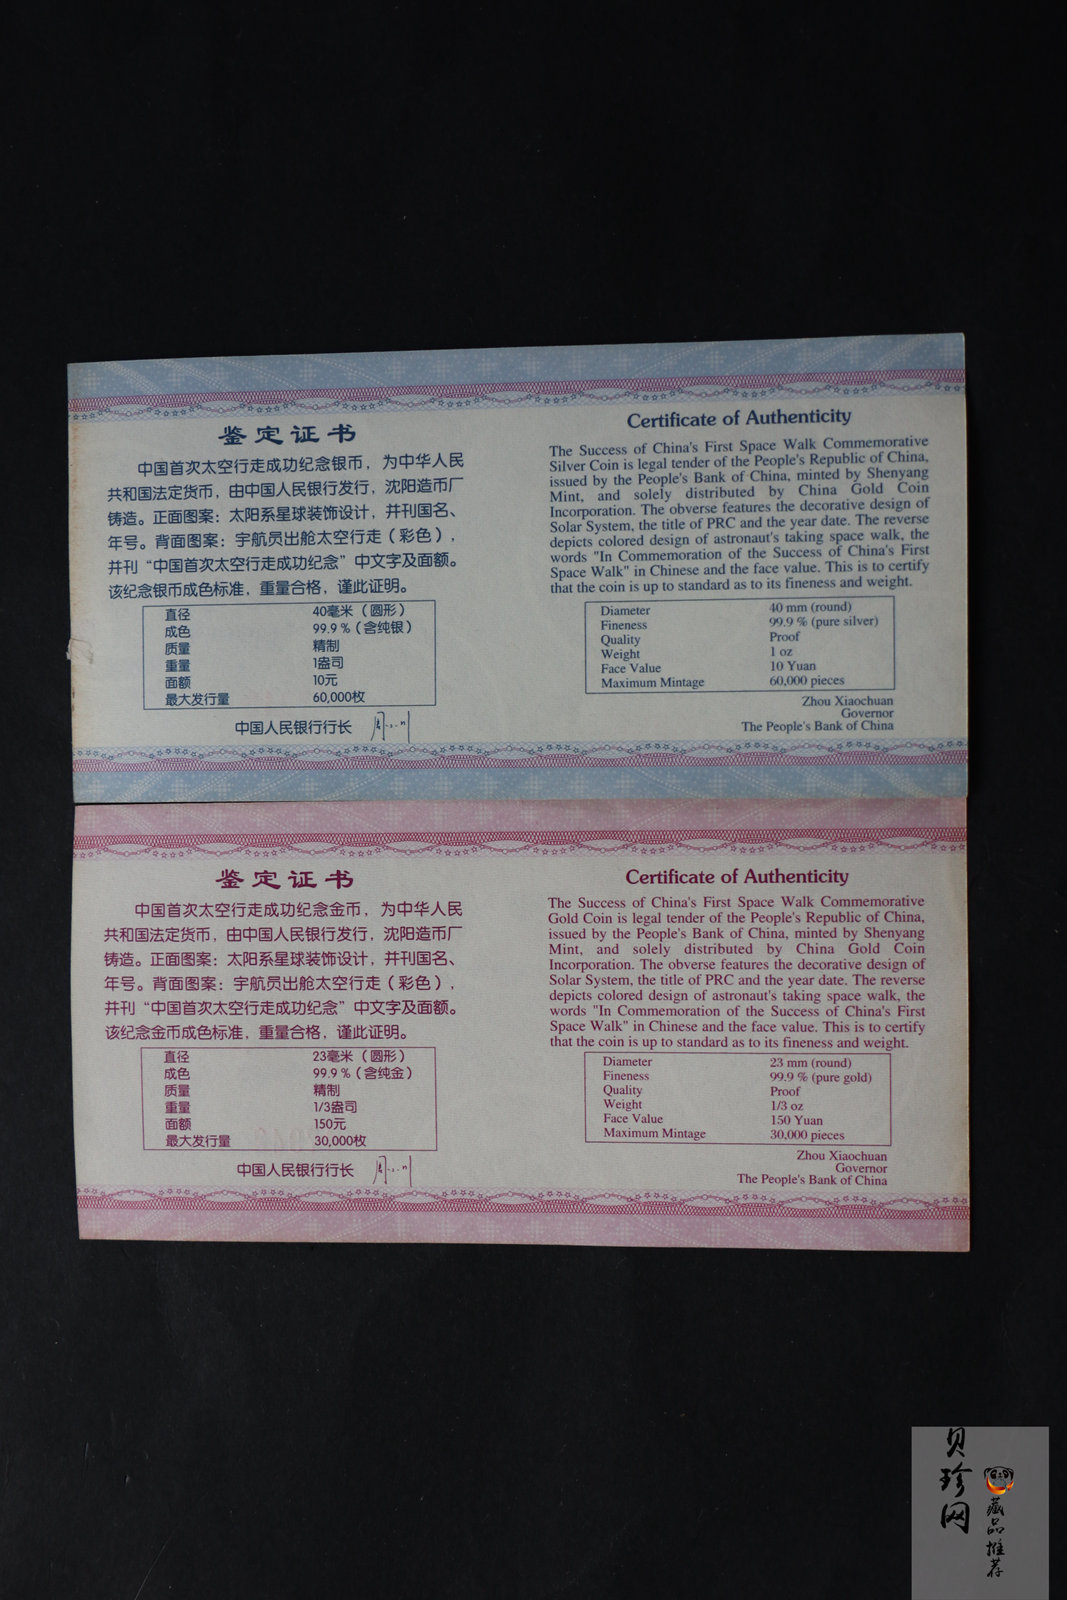 鉴定证书
中国首次太空行走成功纪念银币，为中华人民
共和国法定货币，由中国人民银行发行，沈阳造币厂
铸造。正面图案：太阳系星球装饰设计，并刊国名、
年号。背面图案：宇航员出舱太空行走（彩色），
并刊“中国首次太空行走成功纪念”中文字及面额。
该纪念银币成色标准，重量合格，谨此证明。
直径 40毫米（圆形）
成色 99.9％（含纯银）
质量 精制
重量 1盎司
面额 10元
最大发行量 60,000枚
中国人民银行行长
Certificate of Authenticity
The Success of China's First Space Walk Commemorative
Silver Coin is legal tender of the People's Republic of China,
issued by the People's Bank of China, minted by Shenyang
Mint, and solely distributed by China Gold Coin
Incorporation. The obverse features the decorative design of
Solar System, the title of PRC and the year date. The reverse
depicts colored design of astronaut's taking space walk, the
words "In Commemoration of the Success of China's First
Space Walk" in Chinese and the face value. This is to certify
that the coin is up to standard as to its fineness and weight.
Diameter 40 mm (round)
Fineness 99.9 % (pure silver)
Quality Proof
Weight 1 oz
Face Value 10 Yuan
Maximum Mintage 60,000 pieces
Zhou Xiaochuan
Governor
The People's Bank of China
鉴定证书
中国首次太空行走成功纪念金币，为中华人民
共和国法定货币，由中国人民银行发行，沈阳造币厂
铸造。正面图案：太阳系星球装饰设计，并刊国名、
年号。背面图案：宇航员出舱太空行走（彩色），
并刊“中国首次太空行走成功纪念”中文字及面额。
该纪念金币成色标准，重量合格，谨此证明。
直径 23毫米（圆形）
成色 99.9％（含纯金）
质量 精制
重量 1/3盎司
面额 150元
最大发行量 30,000枚
中国人民银行行长
Certificate of Authenticity
The Success of China's First Space Walk Commemorative
Gold Coin is legal tender of the People's Republic of China,
issued by the People's Bank of China, minted by Shenyang
Mint, and solely distributed by China Gold Coin
Incorporation. The obverse features the decorative design of
Solar System, the title of PRC and the year date. The reverse
depicts colored design of astronaut's taking space walk, the
words "In Commemoration of the Success of China's First
Space Walk" in Chinese and the face value. This is to certify
that the coin is up to standard as to its fineness and weight.
Diameter 23 mm (round)
Fineness 99.9 % (pure gold)
Quality Proof
Weight 1/3 oz
Face Value 150 Yuan
Maximum Mintage 30,000 pieces
Zhou Xiaochuan
Governor
The People's Bank of China
贝珍网
藏品推荐